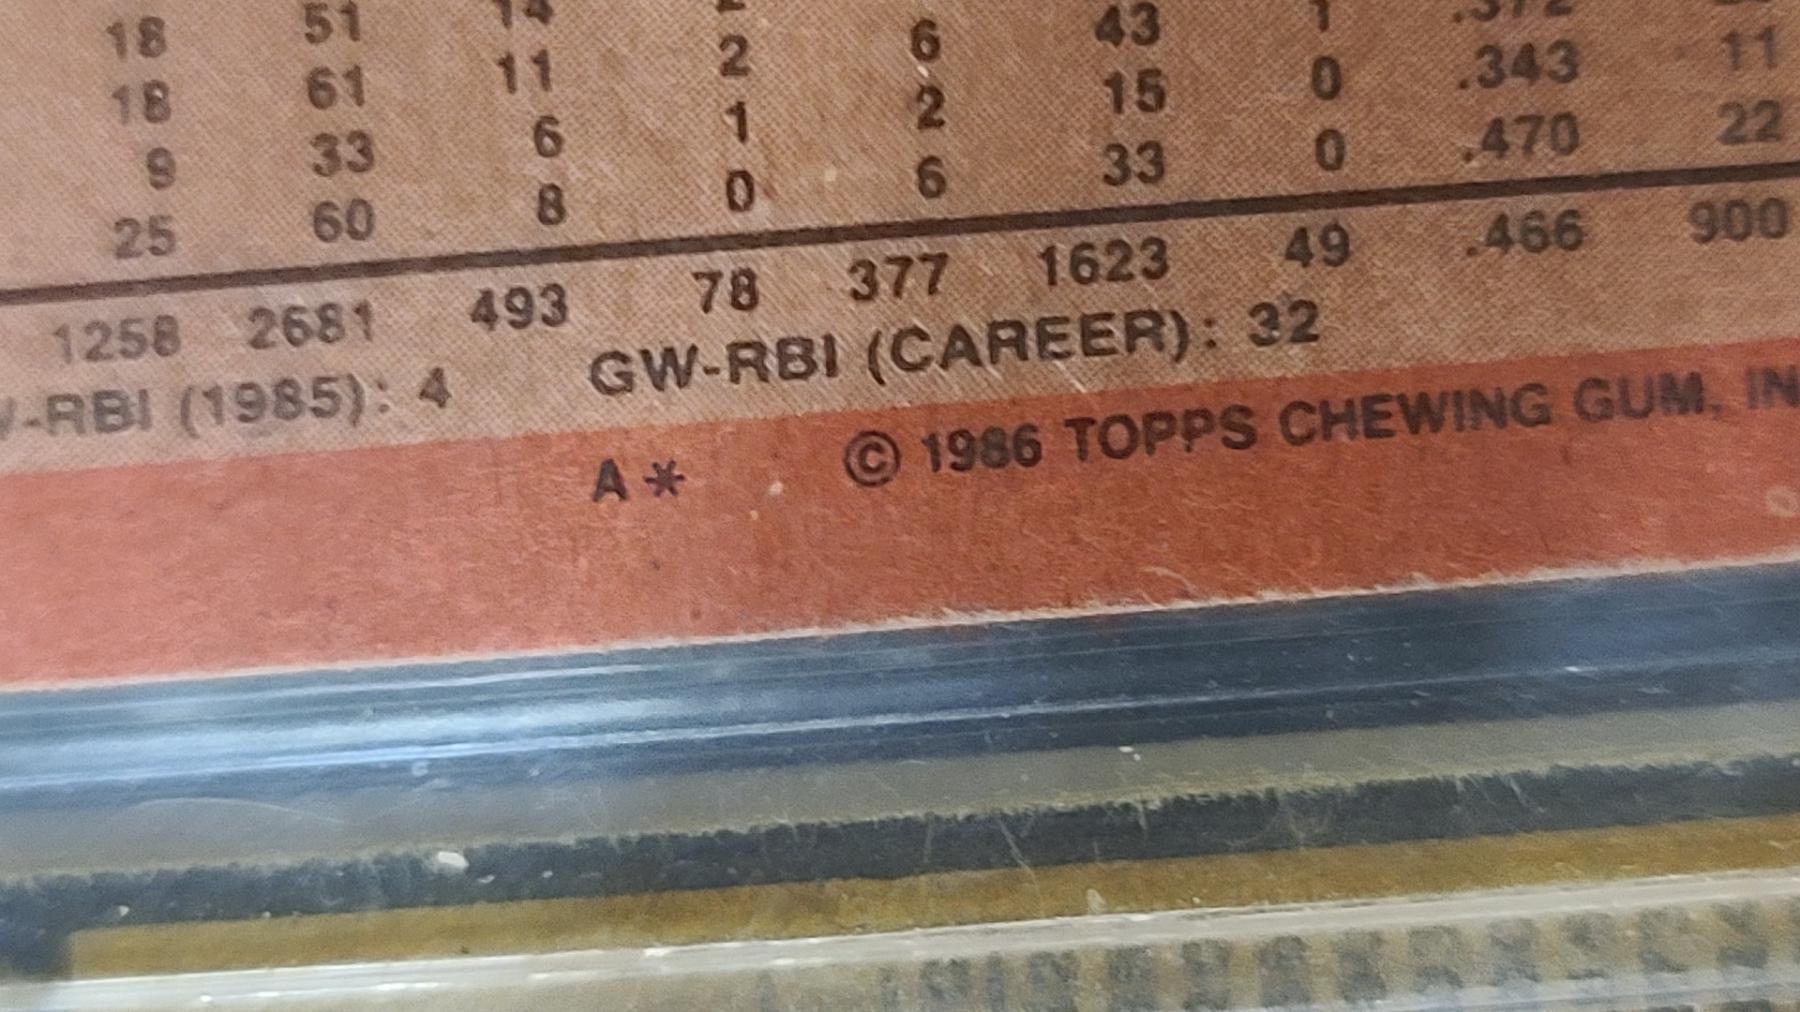 18 51 14
18 61 11 2 6 43 1 .372
9 33 6 1 2 15 0 .343 11
25 60 8 0 6 33 0 .470 22
1258 2681 493 78 377 1623 49 .466 900
-RBI (1985): 4 GW-RBI (CAREER): 32
A* © 1986 TOPPS CHEWING GUM, IN